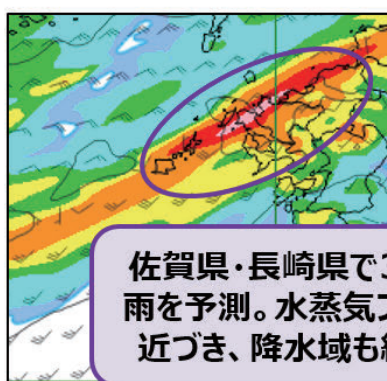 佐賀県・長崎県で3
雨を予測。水蒸気
近づき、降水域も